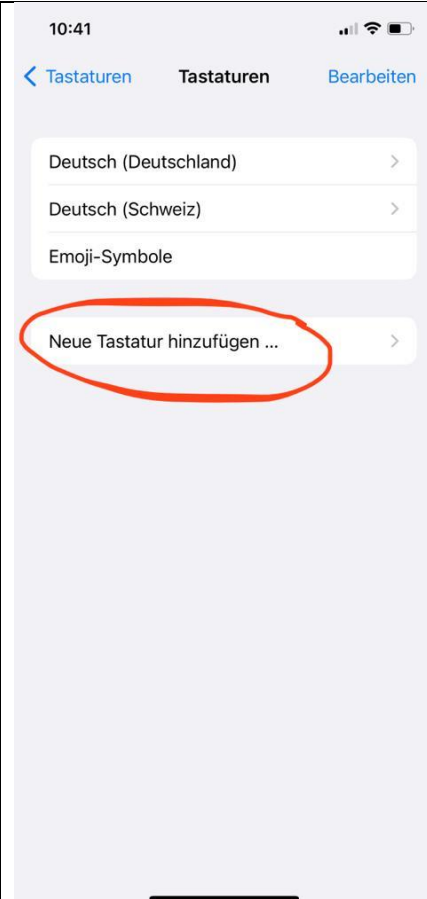 10:41
Tastaturen
Tastaturen
Bearbeiten
Deutsch (Deutschland)
Deutsch (Schweiz)
Emoji-Symbole
Neue Tastatur hinzufügen ...